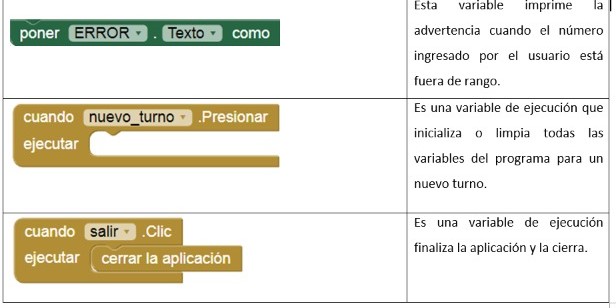 poner ERROR . Texto como
Esta variable imprime la
advertencia cuando el número
ingresado por el usuario está
fuera de rango.
cuando nuevo_turno .Presionar
ejecutar
Es una variable de ejecución que
inicializa o limpia todas las
variables del programa para un
nuevo turno.
cuando salir .Clic
ejecutar cerrar la aplicación
Es una variable de ejecución
finaliza la aplicación y la cierra.